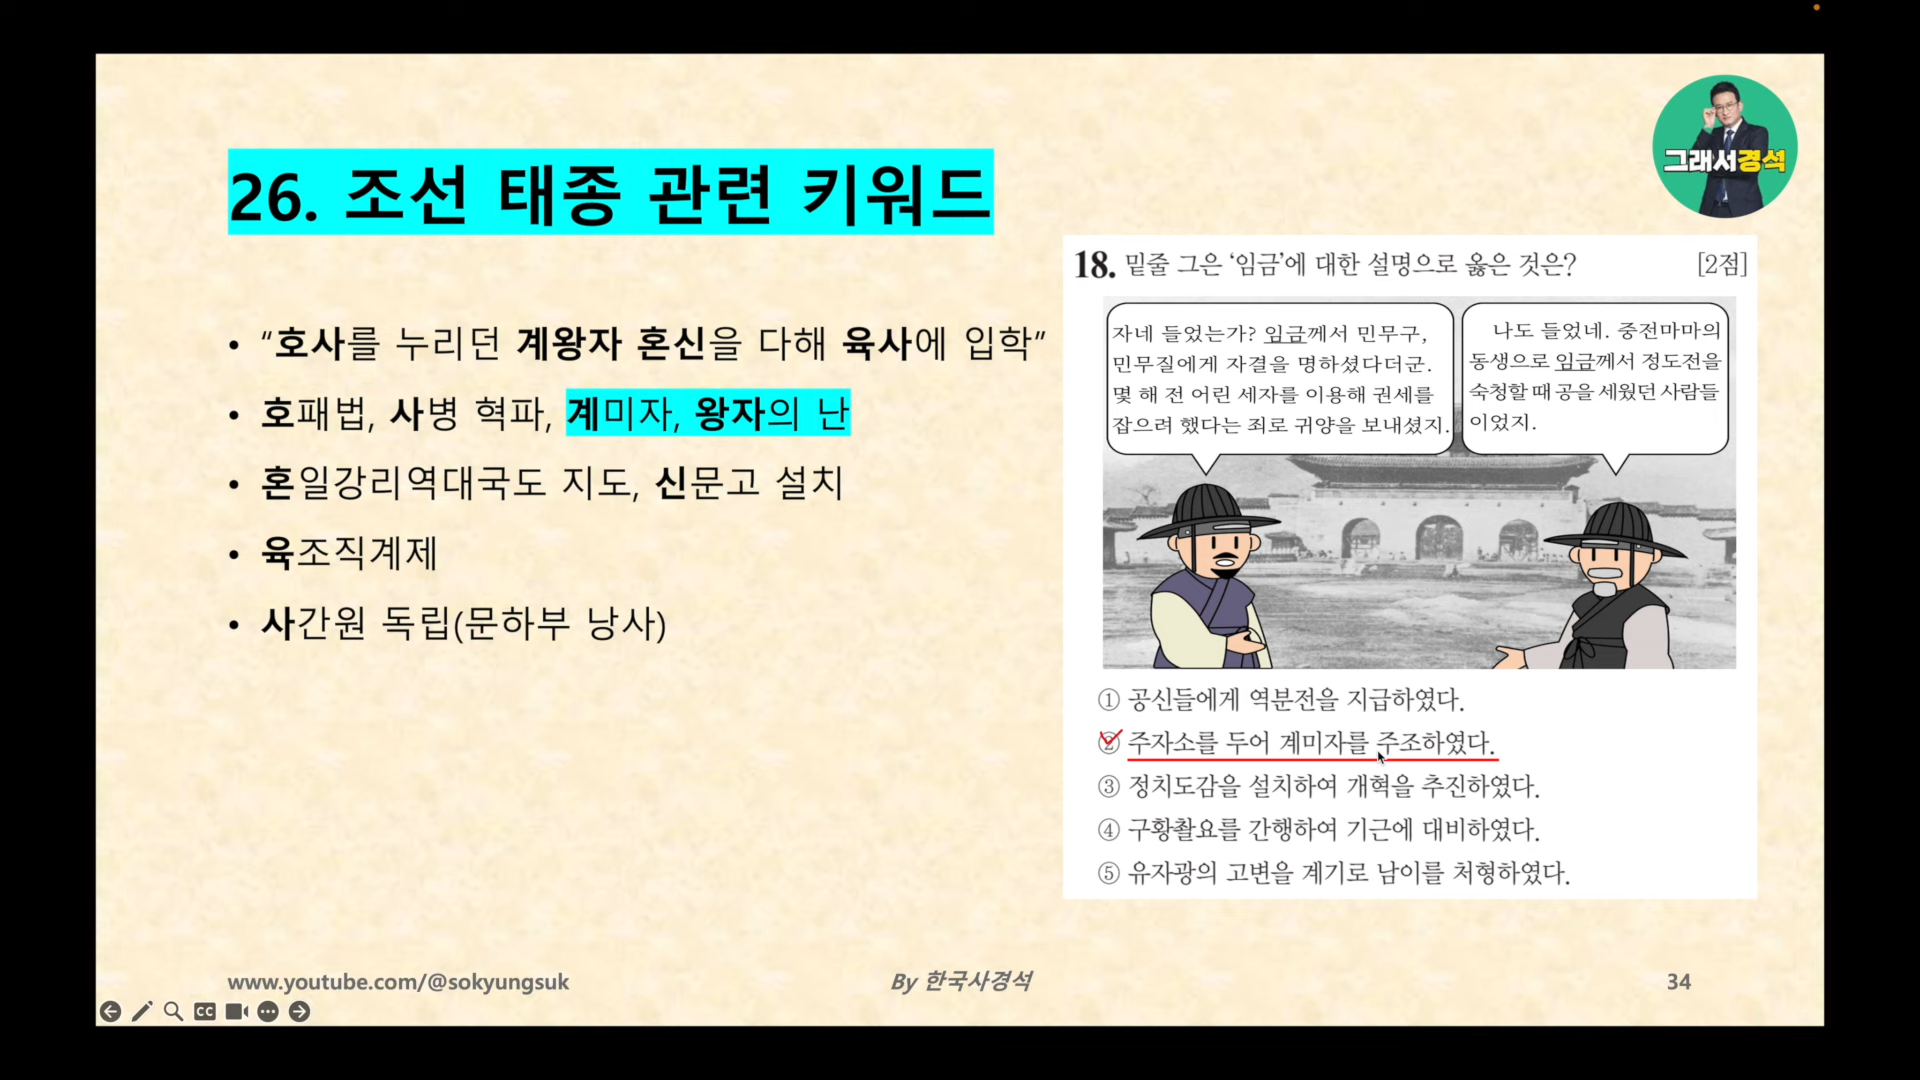 그래서경석
26. 조선 태종 관련 키워드
• “호사를 누리던 계왕자 혼신을 다해 육사에 입학”
• 호패법, 사병 혁파, 계미자, 왕자의 난
• 혼일강리역대국도 지도, 신문고 설치
• 육조직계제
• 사간원 독립(문하부 낭사)
18. 밑줄 그은 ‘임금’에 대한 설명으로 옳은 것은? [2점]
자네 들었는가? 임금께서 민무구,
민무질에게 자결을 명하셨다더군.
몇 해 전 어린 세자를 이용해 권세를
잡으려 했다는 죄로 귀양을 보내셨지.
나도 들었네. 중전마마의
동생으로 임금께서 정도전을
숙청할 때 공을 세웠던 사람들
이었지.
① 공신들에게 역분전을 지급하였다.
② 주자소를 두어 계미자를 주조하였다.
③ 정치도감을 설치하여 개혁을 추진하였다.
④ 구황촬요를 간행하여 기근에 대비하였다.
⑤ 유자광의 고변을 계기로 남이를 처형하였다.
www.youtube.com/@sokyungsuk
By 한국사경석
34
CC